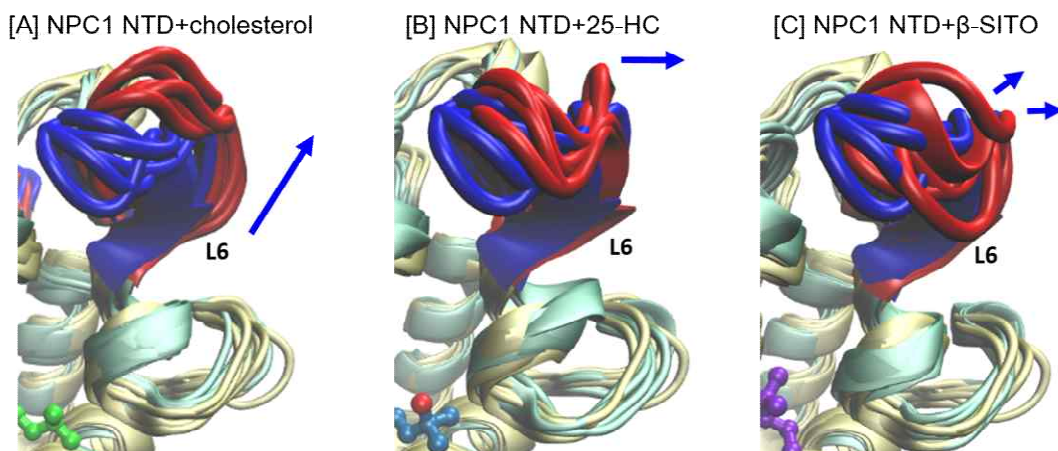 [A] NPC1 NTD+cholesterol
[B] NPC1 NTD+25-HC
[C] NPC1 NTD+β-SITO
L6
L6
L6